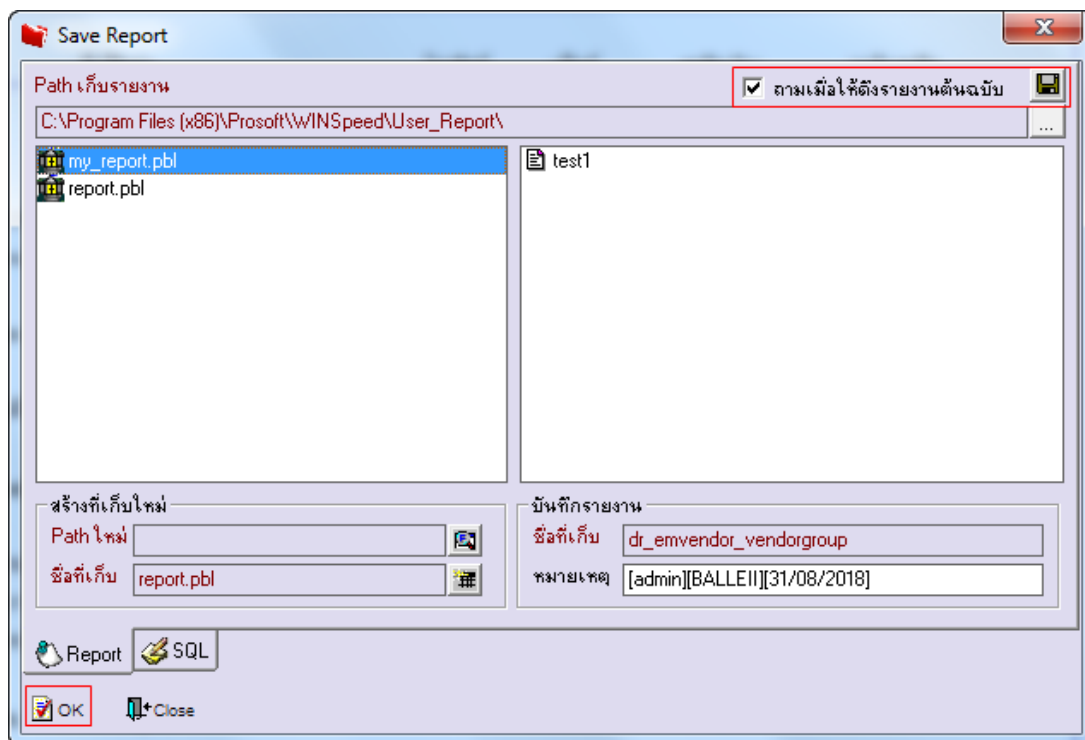 Save Report
Path เก็บรายงาน
ถามเมื่อให้ดึงรายงานต้นฉบับ
C:\Program Files (x86)\Prosoft\WINSpeed\User_Report\
...
my_report.pbl
report.pbl
test1
สร้างที่เก็บใหม่
Path ใหม่
ชื่อที่เก็บ
report.pbl
บันทึกรายงาน
ชื่อที่เก็บ
dr_emvendor_vendorgroup
หมายเหตุ
[admin][BALLEII][31/08/2018]
Report
SQL
OK
Close